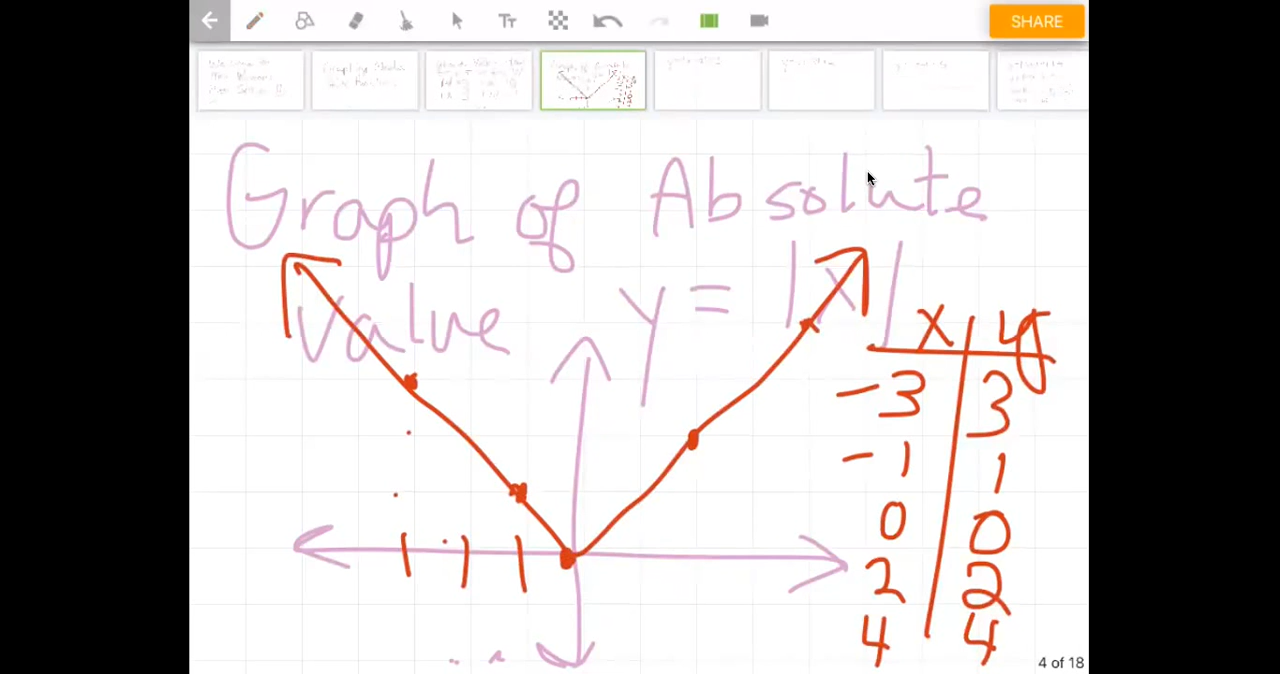 SHARE
Graph of Absolute
Value y = |x|
x y
-3 3
-1 1
0 0
2 2
4 4
4 of 18